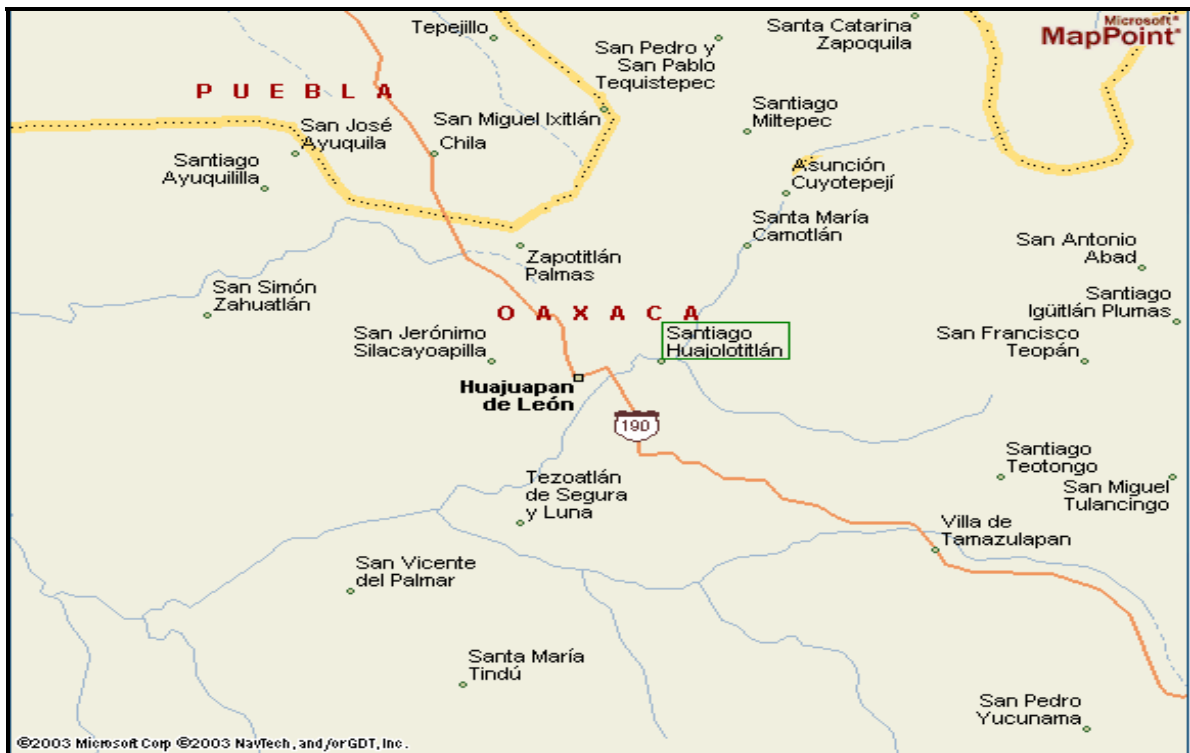 Tepejillo
Santa Catarina
Zapoquila
Microsoft®
MapPoint®
San Pedro y
San Pablo
Tequistepec
P U E B L A
Santiago
Miltepec
San José
Ayuquila
San Miguel Ixitlán
Chila
Santiago
Ayuquililla
Asunción
Cuyotepejí
Santa María
Camotlán
San Antonio
Abad
Zapotitlán
Palmas
San Simón
Zahuatlán
Santiago
Igüitlán Plumas
O A X A C A
San Jerónimo
Silacayoapilla
Santiago
Huajolotitlán
San Francisco
Teopán
Huajuapan
de León
190
Santiago
Teotongo
Tezoatlán
de Segura
y Luna
San Miguel
Tulancingo
Villa de
Tamazulapan
San Vicente
del Palmar
Santa María
Tindú
San Pedro
Yucunama
©2003 Microsoft Corp ©2003 NavTech, and/or GDT, Inc.